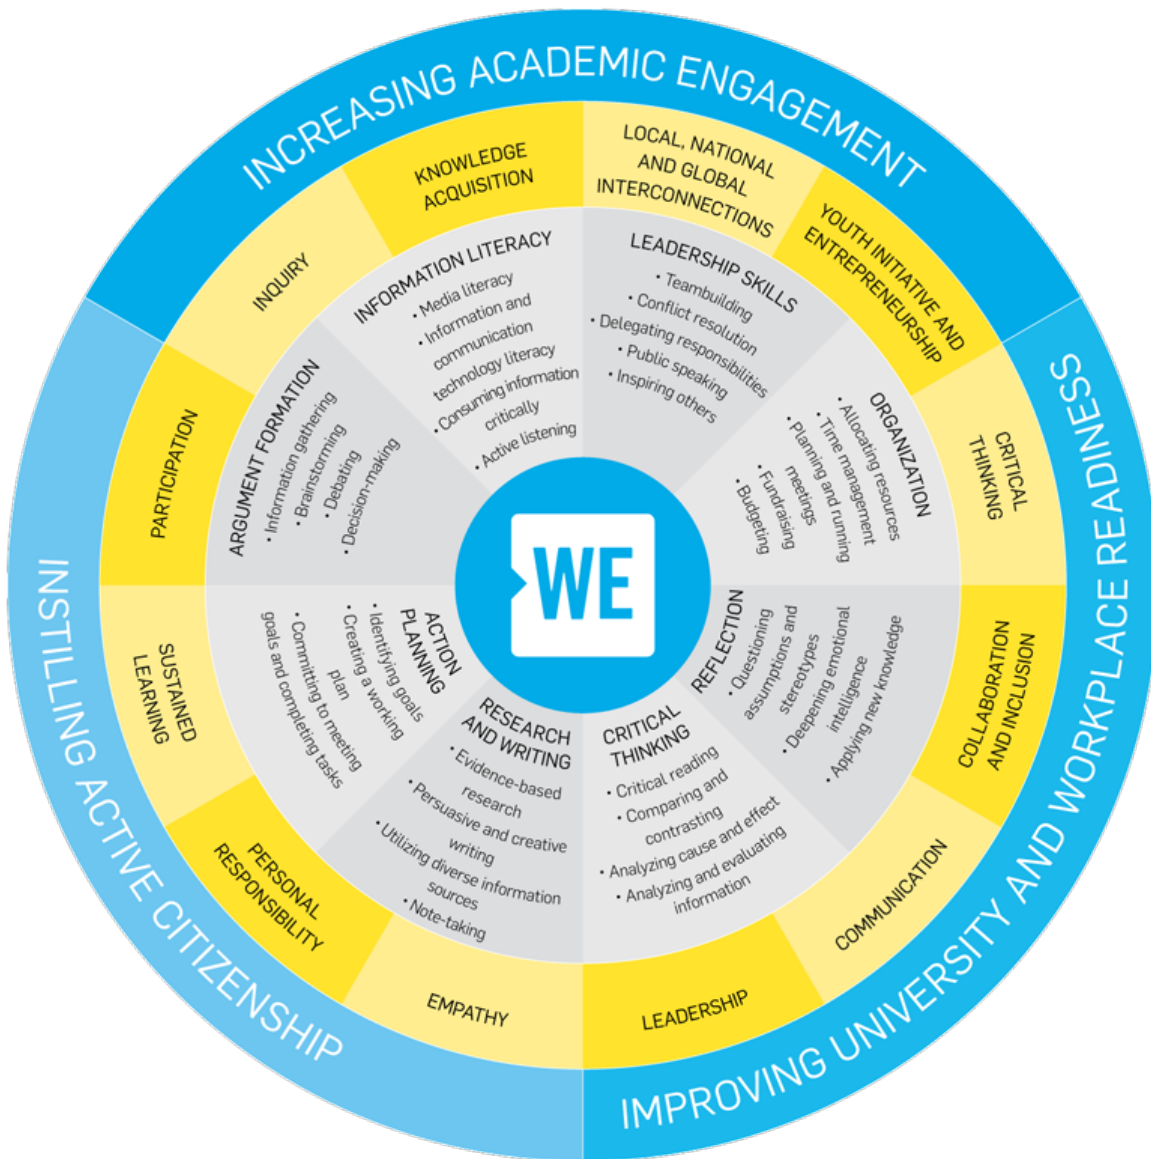 INCREASING ACADEMIC ENGAGEMENT
IMPROVING UNIVERSITY AND WORKPLACE READINESS
INSTILLING ACTIVE CITIZENSHIP
KNOWLEDGE
ACQUISITION
LOCAL, NATIONAL
AND GLOBAL
INTERCONNECTIONS
YOUTH INITIATIVE AND
ENTREPRENEURSHIP
CRITICAL
THINKING
COLLABORATION
AND INCLUSION
COMMUNICATION
LEADERSHIP
EMPATHY
PERSONAL
RESPONSIBILITY
SUSTAINED
LEARNING
PARTICIPATION
INQUIRY
INFORMATION LITERACY
• Media literacy
• Information and
communication
technology literacy
• Consuming information
critically
• Active listening
LEADERSHIP SKILLS
• Teambuilding
• Conflict resolution
• Delegating responsibilities
• Public speaking
• Inspiring others
ORGANIZATION
• Allocating resources
• Time management
• Planning and running
meetings
• Fundraising
• Budgeting
REFLECTION
• Questioning
assumptions and
stereotypes
• Deepening emotional
intelligence
• Applying new knowledge
CRITICAL
THINKING
• Critical reading
• Comparing and
contrasting
• Analyzing cause and effect
• Analyzing and evaluating
information
RESEARCH
AND WRITING
• Evidence-based
research
• Persuasive and creative
writing
• Utilizing diverse information
sources
• Note-taking
ACTION
PLANNING
• Identifying goals
• Creating a working
plan
• Committing to meeting
goals and completing tasks
ARGUMENT FORMATION
• Information gathering
• Brainstorming
• Debating
• Decision-making
WE